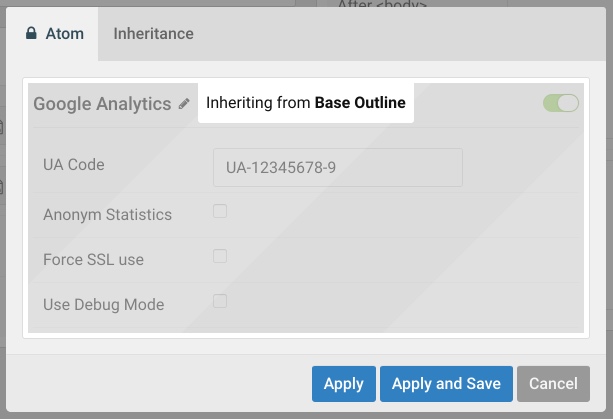 After <body>
Atom
Inheritance
Google Analytics
Inheriting from Base Outline
UA Code
UA-12345678-9
Anonym Statistics
Force SSL use
Use Debug Mode
Apply
Apply and Save
Cancel